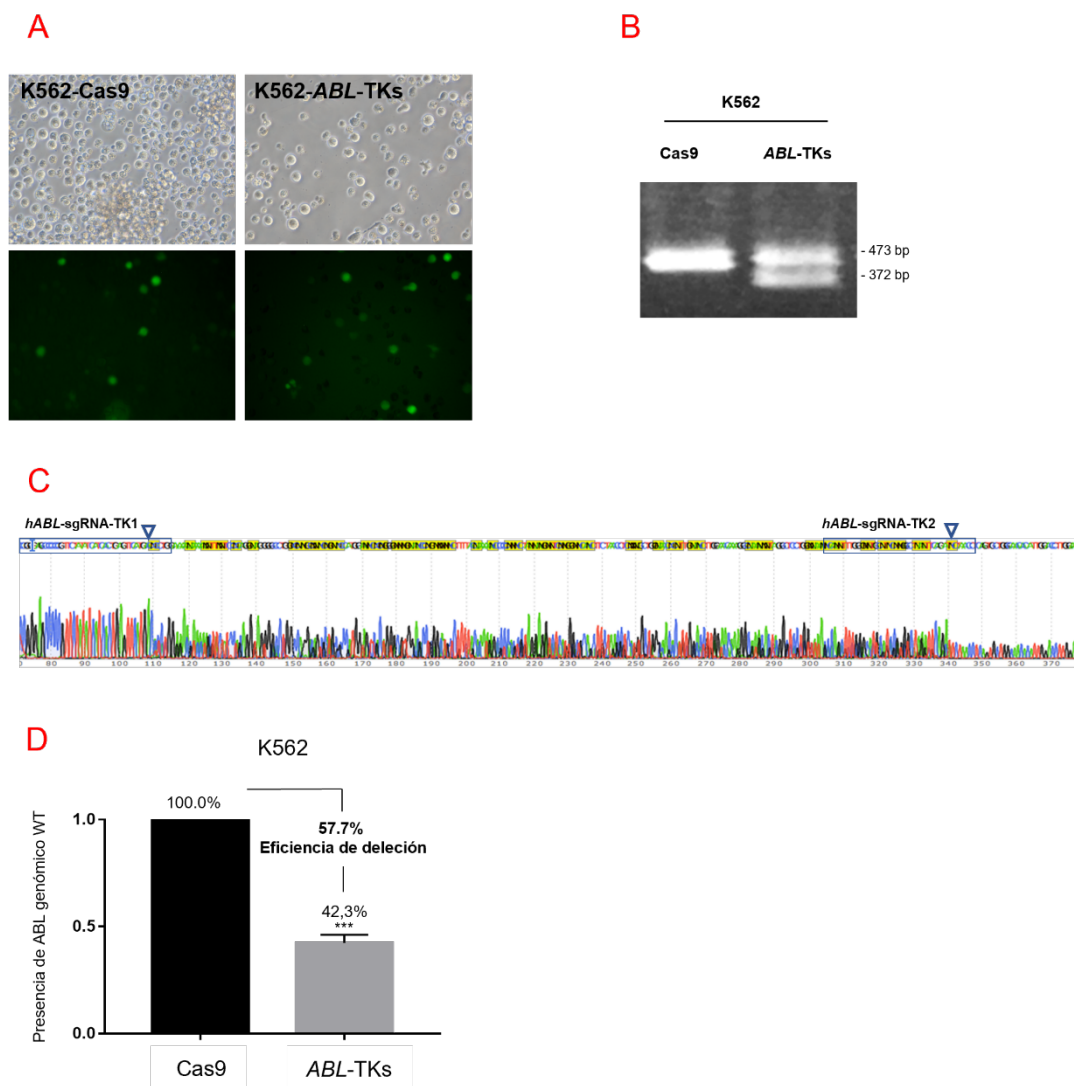 A
K562-Cas9
K562-ABL-TKs
B
K562
Cas9
ABL-TKs
- 473 bp
- 372 bp
C
hABL-sgRNA-TK1
hABL-sgRNA-TK2
80 90 100 110 120 130 140 150 160 170 180 190 200 210 220 230 240 250 260 270 280 290 300 310 320 330 340 350 360 370
D
K562
100.0%
57.7%
Eficiencia de deleción
42,3%
***
Presencia de ABL genómico WT
1.0
0.5
0.0
Cas9
ABL-TKs